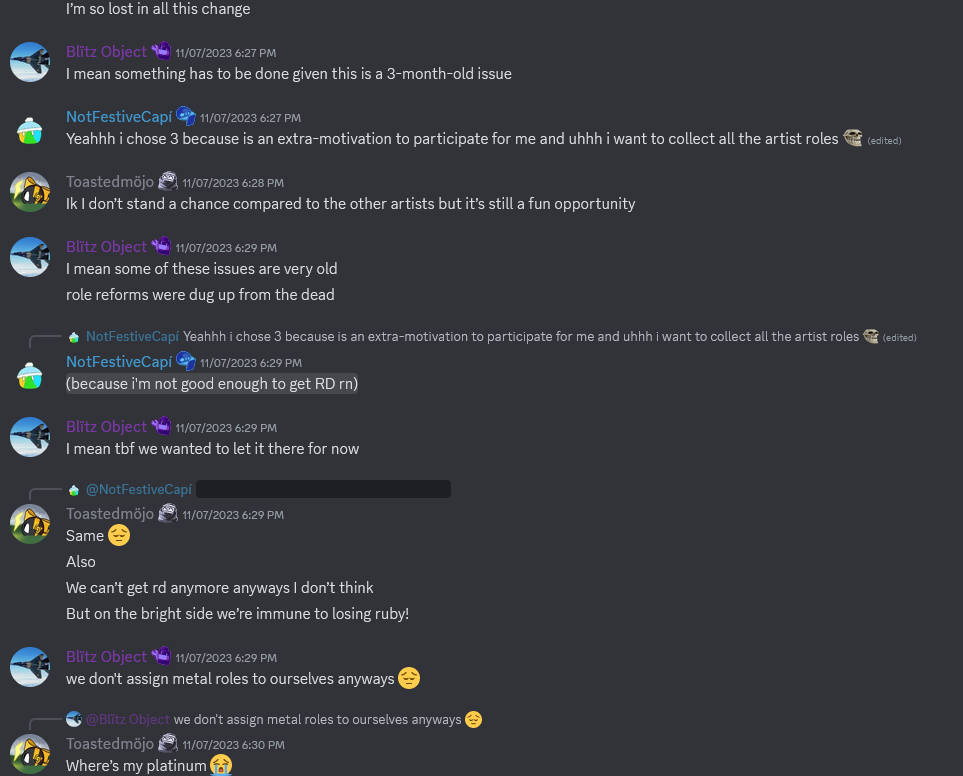 I'm so lost in all this change
Blïtz Object 11/07/2023 6:27 PM
I mean something has to be done given this is a 3-month-old issue
NotFestiveCapí 11/07/2023 6:27 PM
Yeahhh i chose 3 because is an extra-motivation to participate for me and uhhh i want to collect all the artist roles (edited)
Toastedmöjo 11/07/2023 6:28 PM
Ik I don't stand a chance compared to the other artists but it's still a fun opportunity
Blïtz Object 11/07/2023 6:29 PM
I mean some of these issues are very old
role reforms were dug up from the dead
NotFestiveCapí Yeahhh i chose 3 because is an extra-motivation to participate for me and uhhh i want to collect all the artist roles (edited)
NotFestiveCapí 11/07/2023 6:29 PM
(because i'm not good enough to get RD rn)
Blïtz Object 11/07/2023 6:29 PM
I mean tbf we wanted to let it there for now
@NotFestiveCapí
Toastedmöjo 11/07/2023 6:29 PM
Same 😔
Also
We can't get rd anymore anyways I don't think
But on the bright side we're immune to losing ruby!
Blïtz Object 11/07/2023 6:29 PM
we don't assign metal roles to ourselves anyways 😔
@Blïtz Object we don't assign metal roles to ourselves anyways 😔
Toastedmöjo 11/07/2023 6:30 PM
Where's my platinum 😭